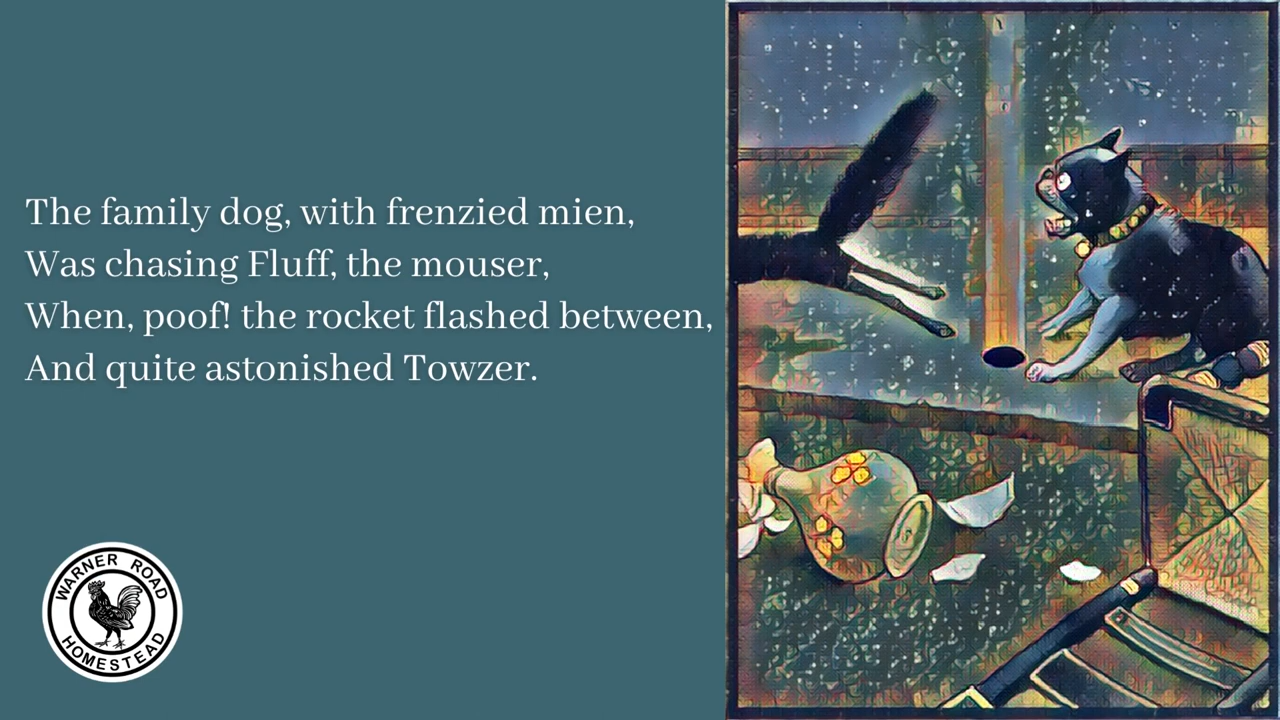 The family dog, with frenzied mien,
Was chasing Fluff, the mouser,
When, poof! the rocket flashed between,
And quite astonished Towzer.
WARNER ROAD
HOMESTEAD